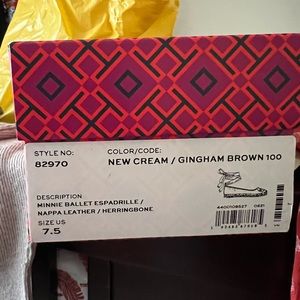 STYLE NO:
82970
COLOR/CODE:
NEW CREAM / GINGHAM BROWN 100
DESCRIPTION
MINNIE BALLET ESPADRILLE /
NAPPA LEATHER / HERRINGBONE
SIZE US
7.5